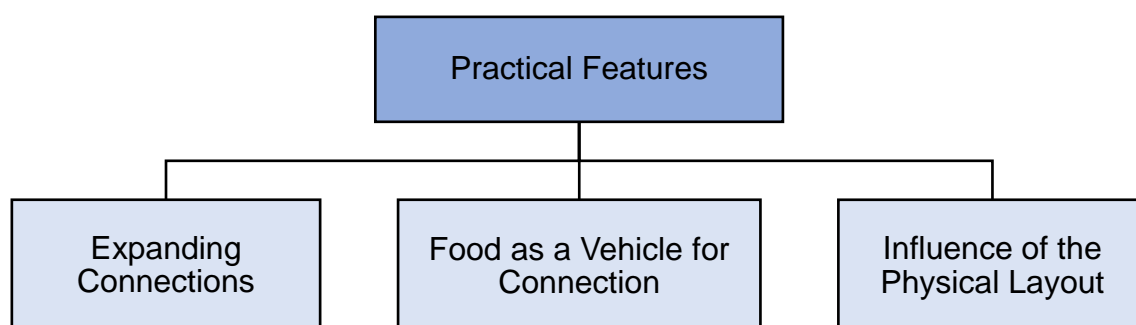 Practical Features
Expanding
Connections
Food as a Vehicle for
Connection
Influence of the
Physical Layout